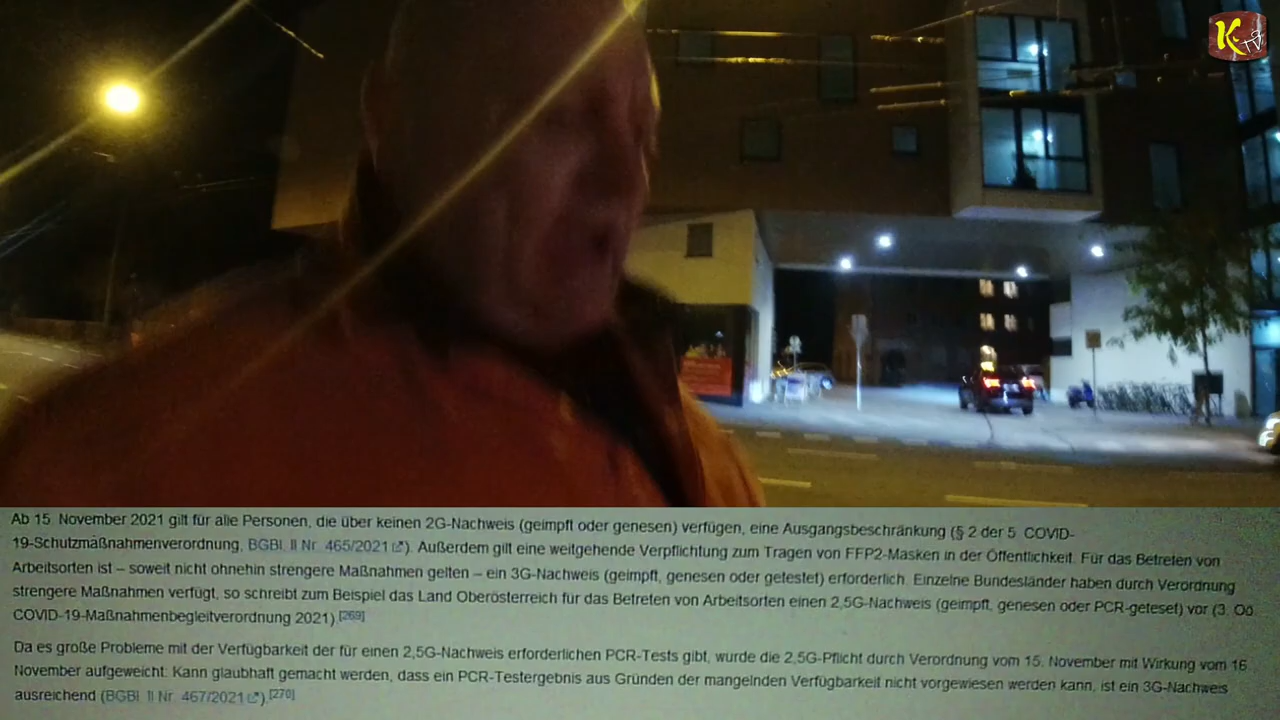 K TV
Ab 15. November 2021 gilt für alle Personen, die über keinen 2G-Nachweis (geimpft oder genesen) verfügen, eine Ausgangsbeschränkung (§ 2 der 5. COVID-
19-Schutzmaßnahmenverordnung, BGBl. II Nr. 465/2021). Außerdem gilt eine weitgehende Verpflichtung zum Tragen von FFP2-Masken in der Öffentlichkeit. Für das Betreten von
Arbeitsorten ist – soweit nicht ohnehin strengere Maßnahmen gelten – ein 3G-Nachweis (geimpft, genesen oder getestet) erforderlich. Einzelne Bundesländer haben durch Verordnung
strengere Maßnahmen verfügt, so schreibt zum Beispiel das Land Oberösterreich für das Betreten von Arbeitsorten einen 2,5G-Nachweis (geimpft, genesen oder PCR-getestet) vor (3. Oö.
COVID-19-Maßnahmenbegleitverordnung 2021).[269]
Da es große Probleme mit der Verfügbarkeit der für einen 2,5G-Nachweis erforderlichen PCR-Tests gibt, wurde die 2,5G-Pflicht durch Verordnung vom 15. November mit Wirkung vom 16.
November aufgeweicht: Kann glaubhaft gemacht werden, dass ein PCR-Testergebnis aus Gründen der mangelnden Verfügbarkeit nicht vorgewiesen werden kann, ist ein 3G-Nachweis
ausreichend (BGBl. II Nr. 467/2021).[270]